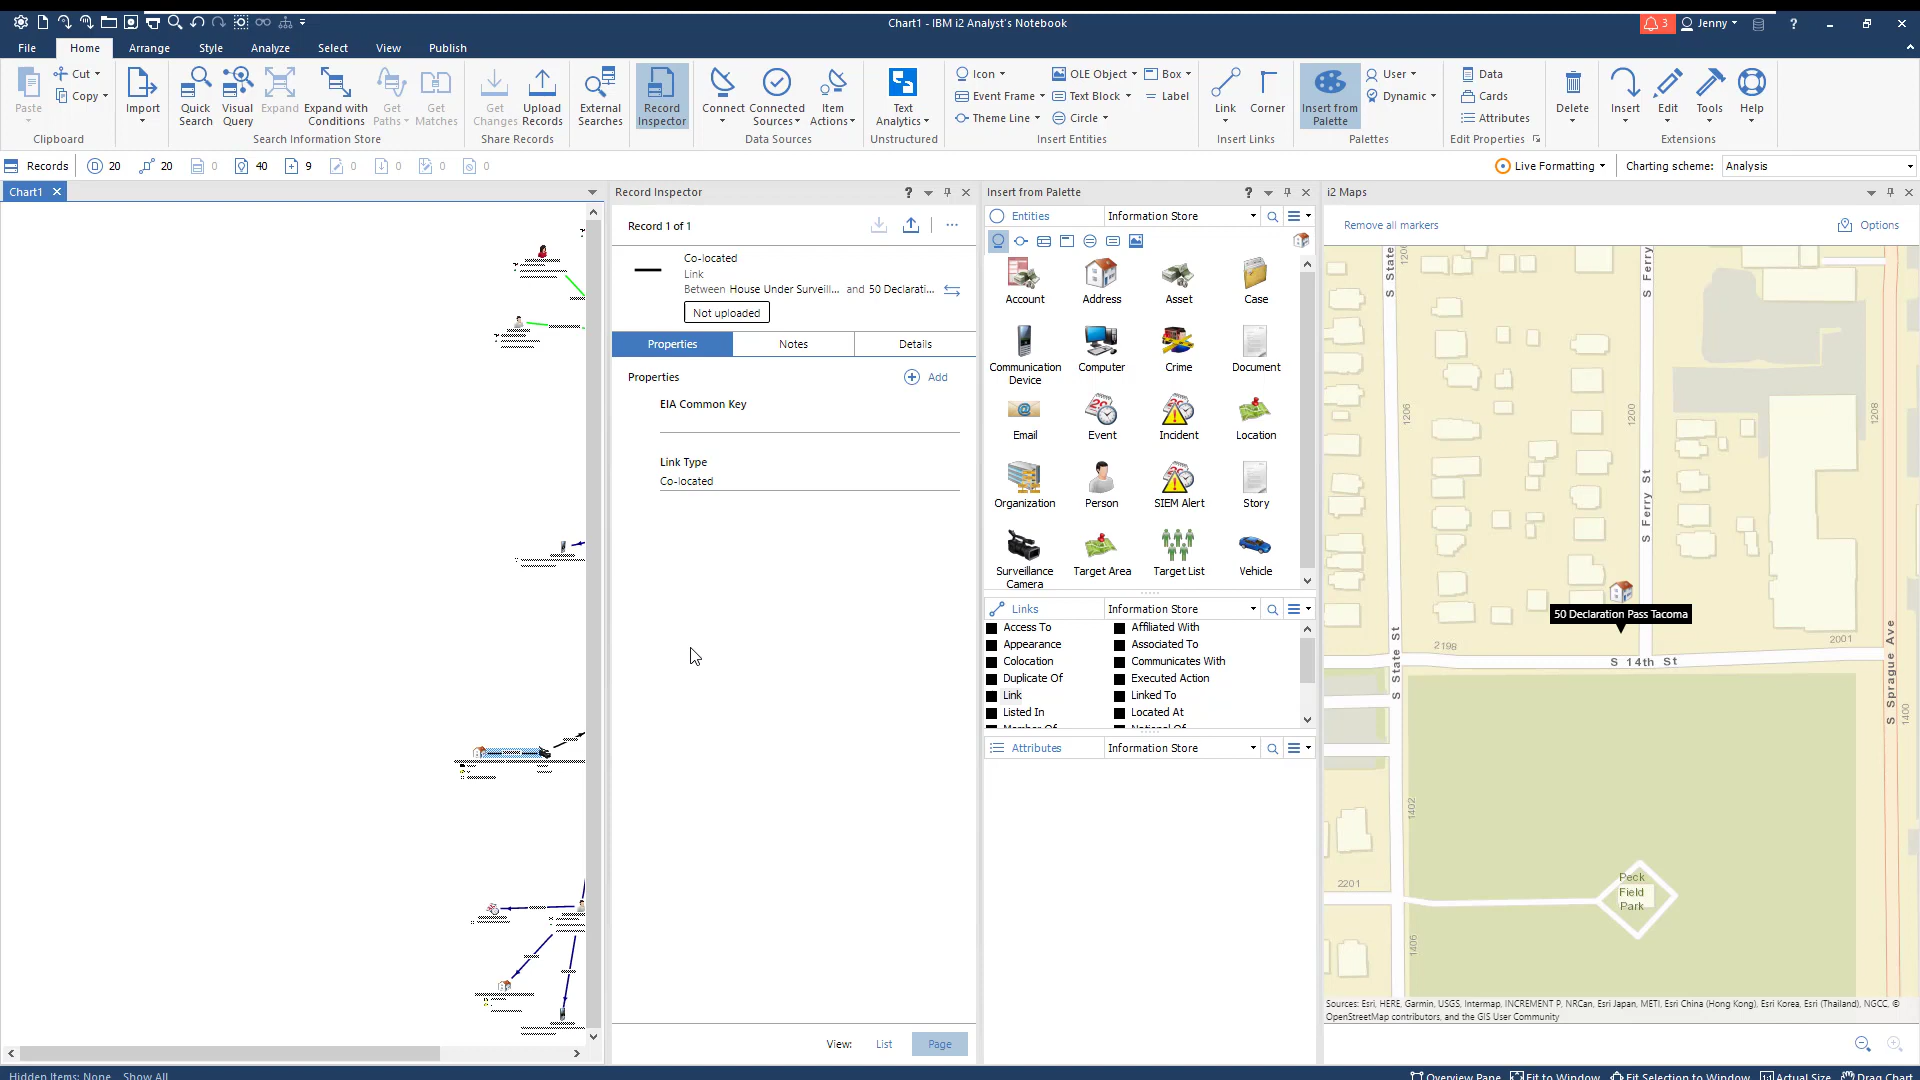 Chart1 - IBM i2 Analyst's Notebook
3
Jenny
?
File Home Arrange Style Analyze Select View Publish
Paste
Cut
Copy
Clipboard
Import
Quick Search
Visual Query
Expand
Expand with Conditions
Get Paths
Get Matches
Search Information Store
Get Changes
Upload Records
Share Records
External Searches
Record Inspector
Connect
Connected Sources
Item Actions
Data Sources
Text Analytics
Unstructured
Icon
OLE Object
Box
Event Frame
Text Block
Label
Theme Line
Circle
Insert Entities
Link
Corner
Insert Links
Insert from Palette
User
Dynamic
Palettes
Data
Cards
Attributes
Edit Properties
Delete
Insert
Edit
Tools
Help
Extensions
Records 20 20 0 40 9 0 0 0 0
Live Formatting
Charting scheme: Analysis
Chart1
Record Inspector
?
Record 1 of 1
Co-located
Link
Between House Under Surveill... and 50 Declarati...
Not uploaded
Properties Notes Details
Properties
Add
EIA Common Key
Link Type
Co-located
View: List Page
Insert from Palette
?
Entities Information Store
Account Address Asset Case
Communication Device
Computer Crime Document
Email Event Incident Location
Organization Person SIEM Alert Story
Surveillance Camera
Target Area Target List Vehicle
Links Information Store
Access To Affiliated With
Appearance Associated To
Colocation Communicates With
Duplicate Of Executed Action
Link Linked To
Listed In Located At
Member Of National Of
Attributes Information Store
i2 Maps
Remove all markers
Options
S State
1206
S Ferry
1206
1200
1208
S Ferry St
50 Declaration Pass Tacoma
2198
S 14th St
2001
S State St
S Sprague Ave
1400
1402
2201
Peck
Field
Park
1406
Sources: Esri, HERE, Garmin, USGS, Intermap, INCREMENT P, NRCan, Esri Japan, METI, Esri China (Hong Kong), Esri Korea, Esri (Thailand), NGCC, ©
OpenStreetMap contributors, and the GIS User Community
Hidden Items: None Show All
Overview Pane Fit to Window Fit Selection to Window Actual Size Drag Chart